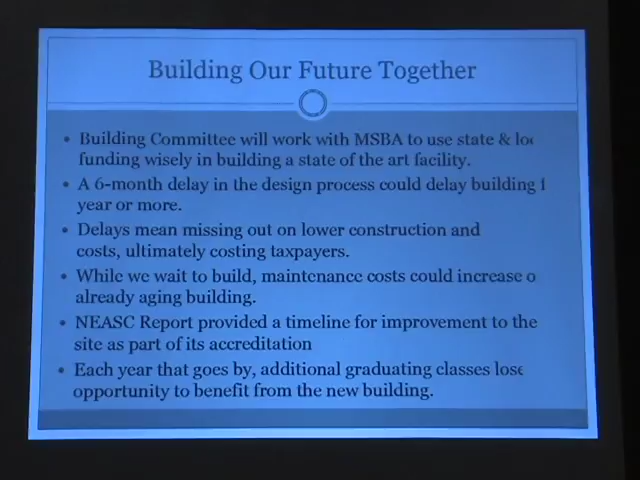 Building Our Future Together
• Building Committee will work with MSBA to use state &
funding wisely in building a state of the art facility.
• A 6-month delay in the design process could delay building
year or more.
• Delays mean missing out on lower construction and
costs, ultimately costing taxpayers.
• While we wait to build, maintenance costs could increase
already aging building.
• NEASC Report provided a timeline for improvement to the
site as part of its accreditation
• Each year that goes by, additional graduating classes lose
opportunity to benefit from the new building.